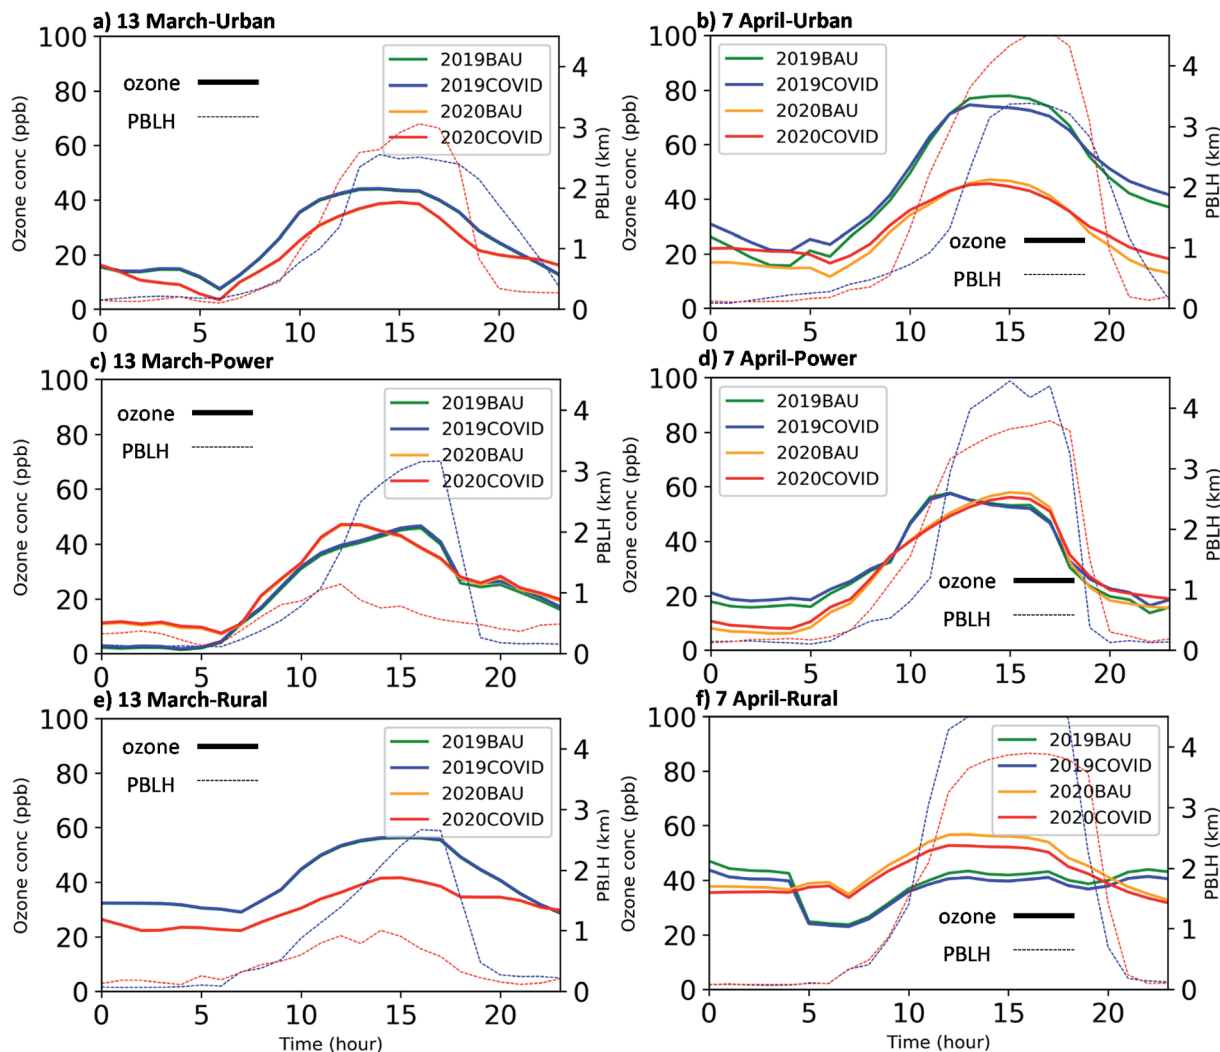 a) 13 March-Urban
100
80
60
40
20
0
Ozone conc (ppb)
ozone
PBLH
2019BAU
2019COVID
2020BAU
2020COVID
4
3
2
1
0
PBLH (km)
0 5 10 15 20
b) 7 April-Urban
100
80
60
40
20
0
Ozone conc (ppb)
2019BAU
2019COVID
2020BAU
2020COVID
ozone
PBLH
4
3
2
1
0
PBLH (km)
0 5 10 15 20
c) 13 March-Power
100
80
60
40
20
0
Ozone conc (ppb)
ozone
PBLH
2019BAU
2019COVID
2020BAU
2020COVID
4
3
2
1
0
PBLH (km)
0 5 10 15 20
d) 7 April-Power
100
80
60
40
20
0
Ozone conc (ppb)
2019BAU
2019COVID
2020BAU
2020COVID
ozone
PBLH
4
3
2
1
0
PBLH (km)
0 5 10 15 20
e) 13 March-Rural
100
80
60
40
20
0
Ozone conc (ppb)
ozone
PBLH
2019BAU
2019COVID
2020BAU
2020COVID
4
3
2
1
0
PBLH (km)
0 5 10 15 20
Time (hour)
f) 7 April-Rural
100
80
60
40
20
0
Ozone conc (ppb)
2019BAU
2019COVID
2020BAU
2020COVID
ozone
PBLH
4
3
2
1
0
PBLH (km)
0 5 10 15 20
Time (hour)